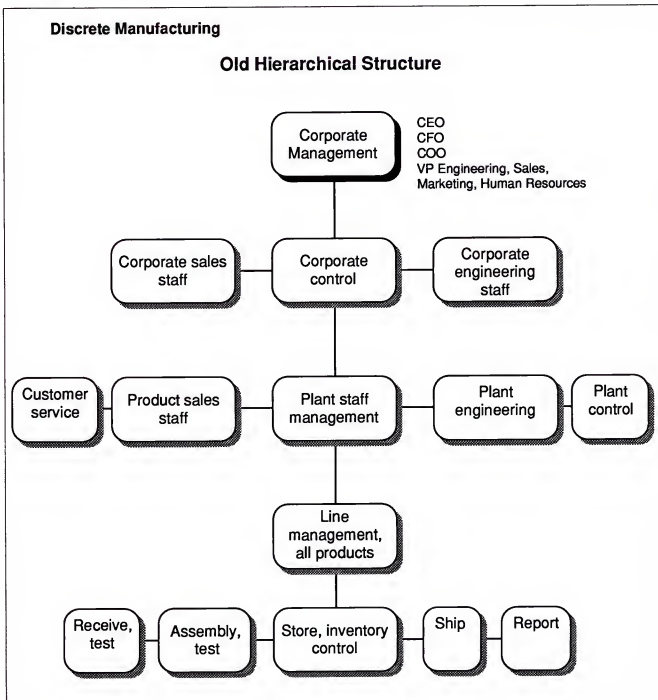 Discrete Manufacturing
Old Hierarchical Structure
Corporate
Management
CEO
CFO
COO
VP Engineering, Sales,
Marketing, Human Resources
Corporate sales
staff
Corporate
control
Corporate
engineering
staff
Customer
service
Product sales
staff
Plant staff
management
Plant
engineering
Plant
control
Line
management,
all products
Receive,
test
Assembly,
test
Store, inventory
control
Ship
Report